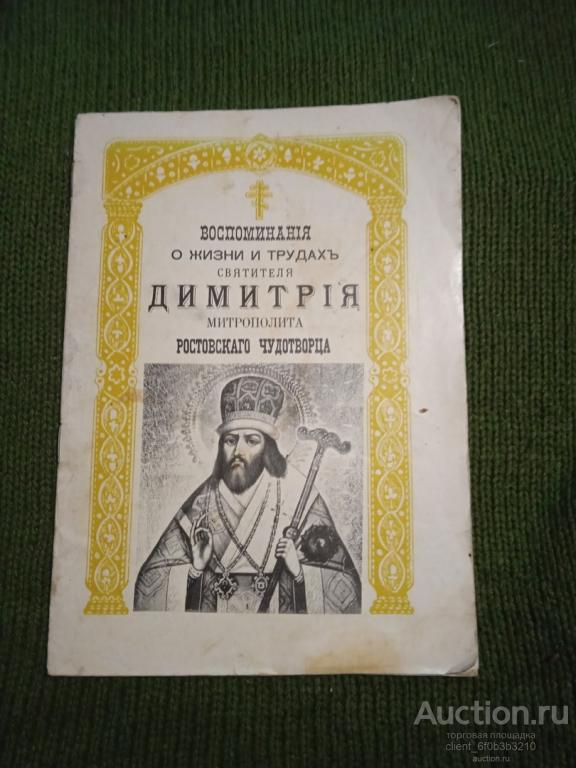 ВОСПОМИНАНІЯ
О ЖИЗНИ И ТРУДАХЪ
СВЯТИТЕЛЯ
ДИМИТРІЯ
МИТРОПОЛИТА
РОСТОВСКАГО ЧУДОТВОРЦА
Auction.ru
торговая площадка
client_6f0b3b3210
auction.ru